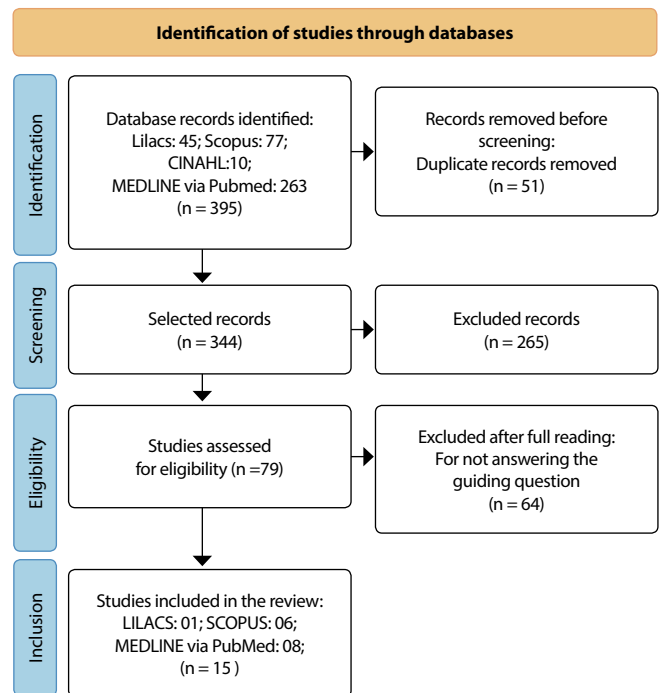 Identification of studies through databases
Identification
Database records identified:
Lilacs: 45; Scopus: 77;
CINAHL:10;
MEDLINE via Pubmed: 263
(n = 395)
Records removed before
screening:
Duplicate records removed
(n = 51)
Screening
Selected records
(n = 344)
Excluded records
(n = 265)
Eligibility
Studies assessed
for eligibility (n =79)
Excluded after full reading:
For not answering the
guiding question
(n = 64)
Inclusion
Studies included in the review:
LILACS: 01; SCOPUS: 06;
MEDLINE via PubMed: 08;
(n = 15 )